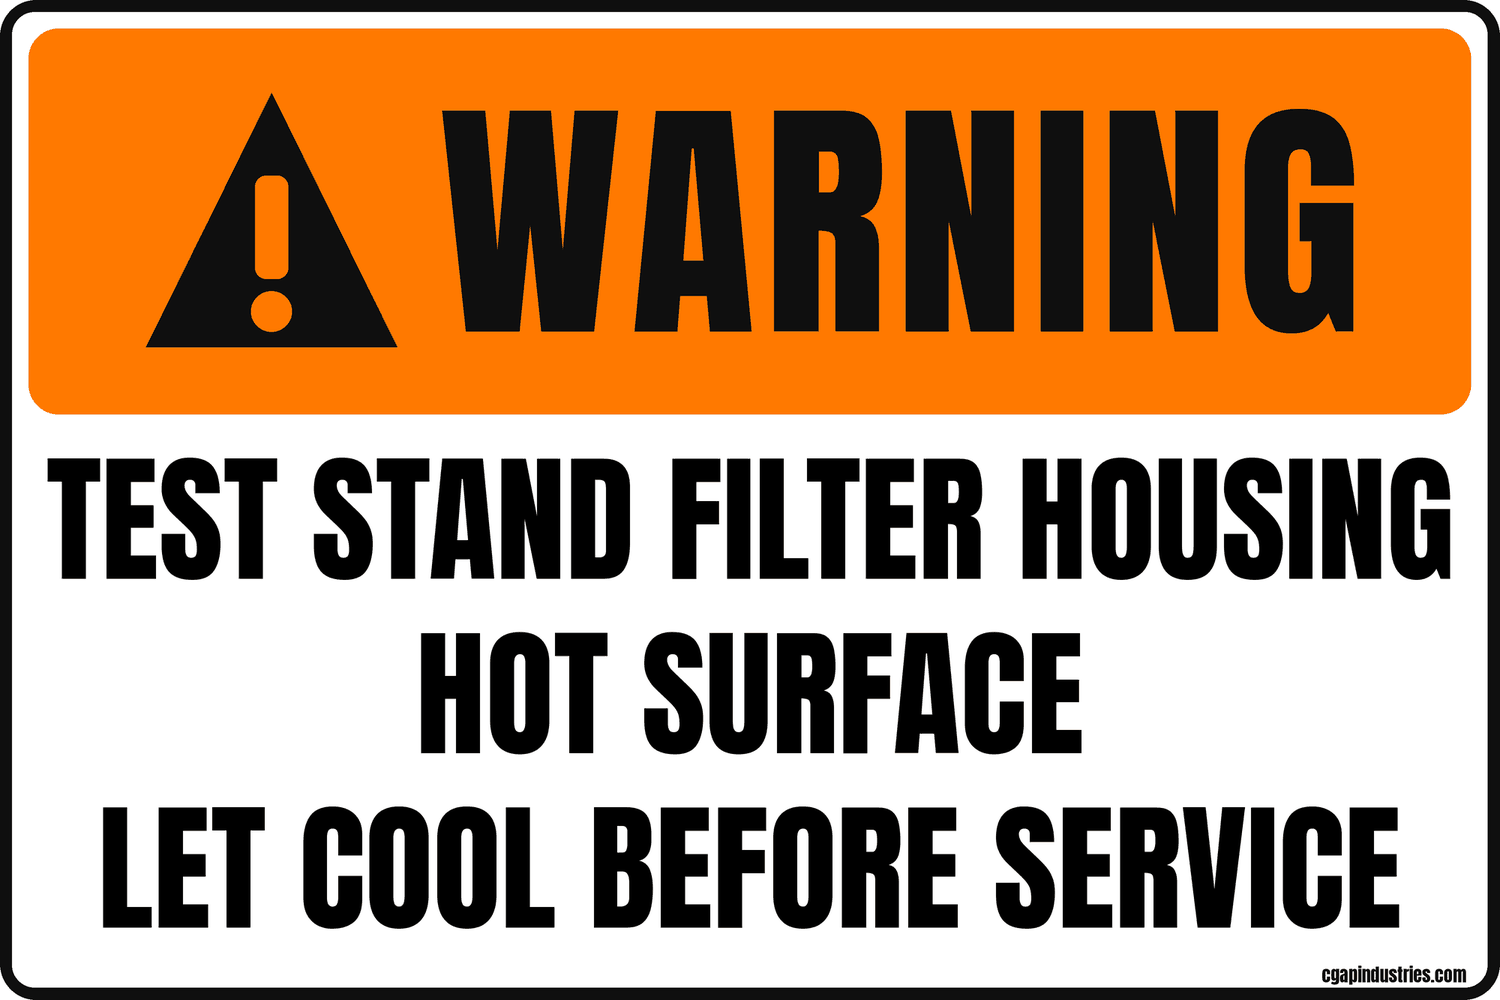 WARNING
TEST STAND FILTER HOUSING
HOT SURFACE
LET COOL BEFORE SERVICE
cgapindustries.com